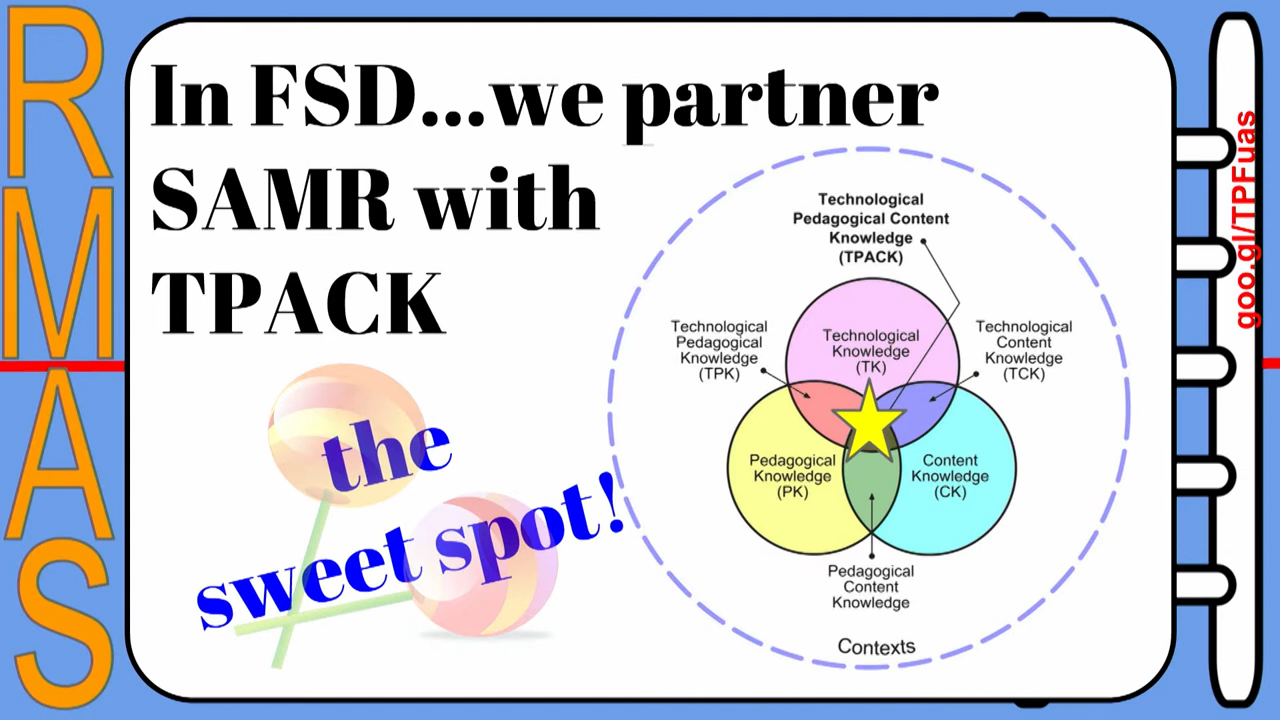 R
M
A
S
In FSD...we partner
SAMR with
TPACK
the
sweet spot!
Technological
Pedagogical Content
Knowledge
(TPACK)
Technological
Pedagogical
Knowledge
(TPK)
Technological
Knowledge
(TK)
Technological
Content
Knowledge
(TCK)
Pedagogical
Knowledge
(PK)
Content
Knowledge
(CK)
Pedagogical
Content
Knowledge
Contexts
goo.gl/TPFuas